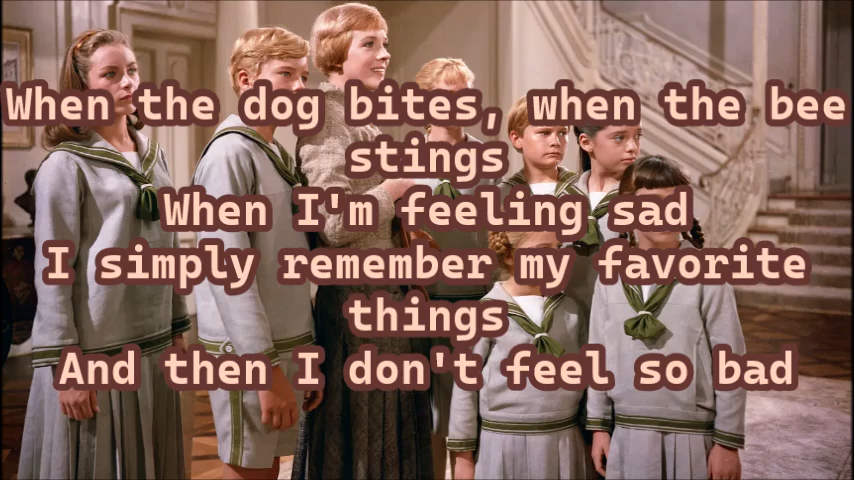 When the dog bites, when the bee
stings
When I'm feeling sad
I simply remember my favorite
things
And then I don't feel so bad